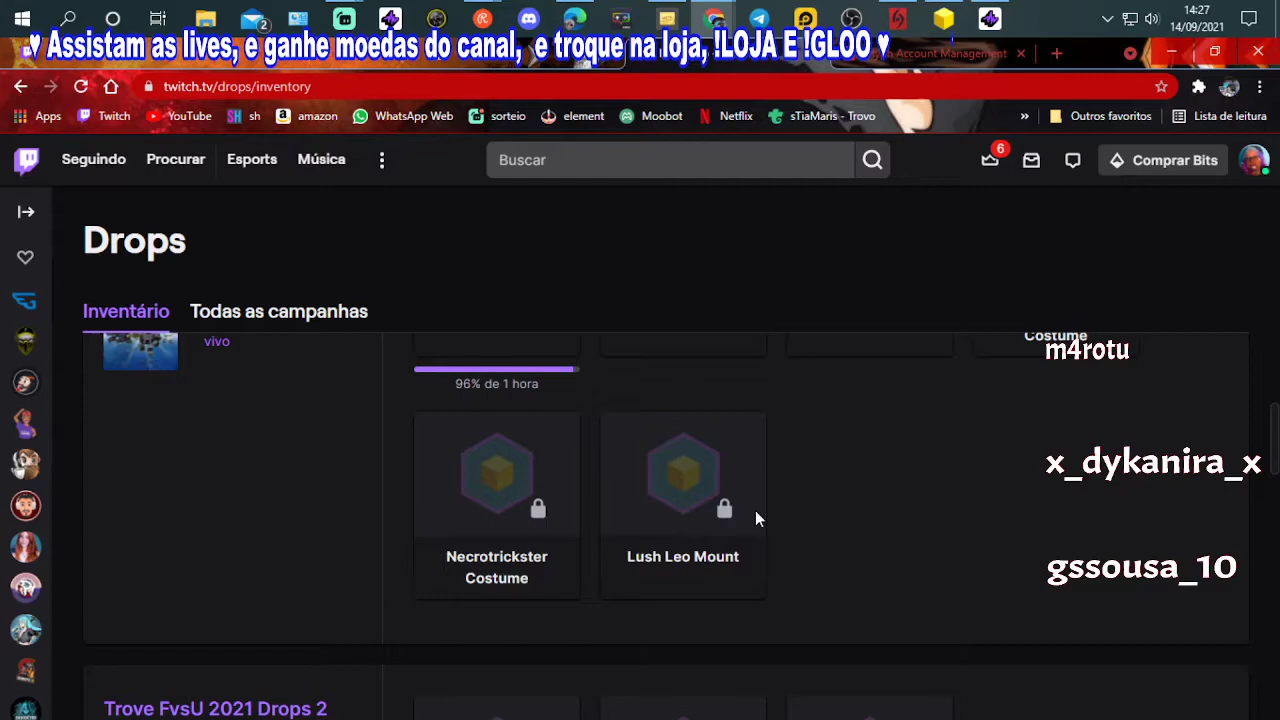 2
14:27
14/09/2021
♥ Assistam as lives, e ganhe moedas do canal, e troque na loja, !LOJA E !GLOO ♥
Account Management
twitch.tv/drops/inventory
Apps Twitch YouTube SH sh amazon WhatsApp Web sorteio element Moobot Netflix sTiaMaris - Trovo » Outros favoritos Lista de leitura
Seguindo Procurar Esports Música Buscar 6 Comprar Bits
Drops
Inventário Todas as campanhas
vivo
Costume
m4rotu
96% de 1 hora
x_dykanira_x
Necrotrickster
Costume
Lush Leo Mount
gssousa_10
Trove FvsU 2021 Drops 2